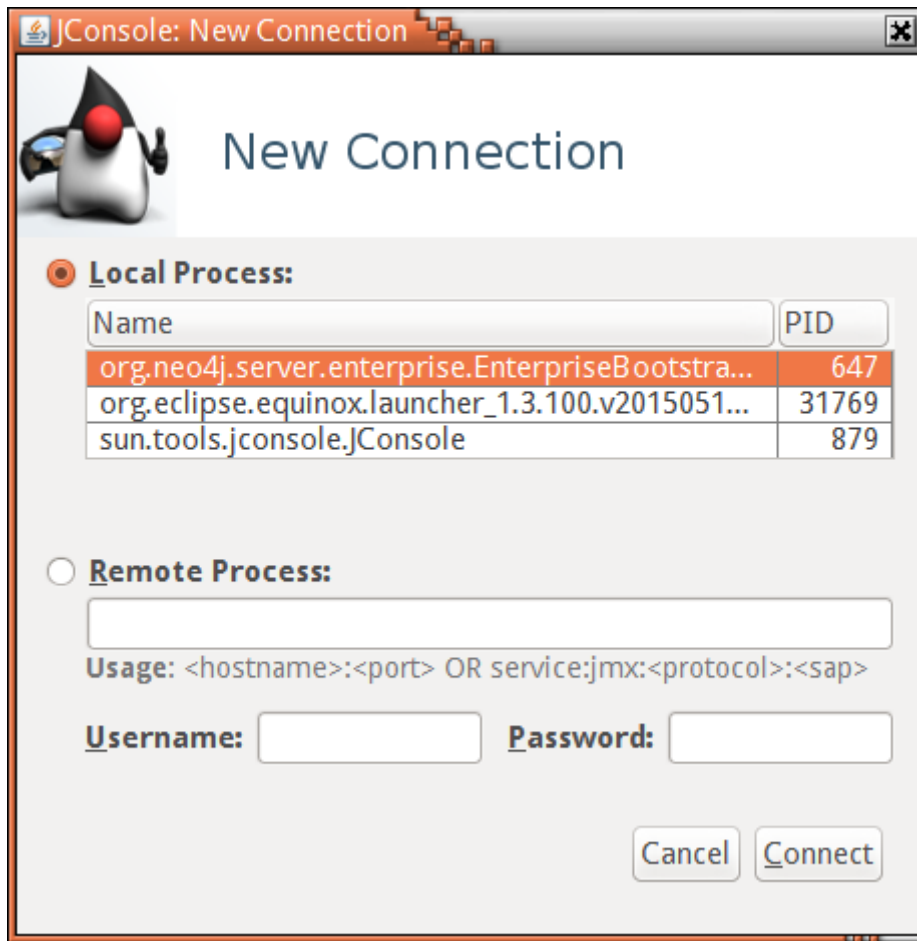 JConsole: New Connection
New Connection
Local Process:
Name PID
org.neo4j.server.enterprise.EnterpriseBootstra... 647
org.eclipse.equinox.launcher_1.3.100.v2015051... 31769
sun.tools.jconsole.JConsole 879
Remote Process:
Usage: <hostname>:<port> OR service:jmx:<protocol>:<sap>
Username: Password:
Cancel Connect